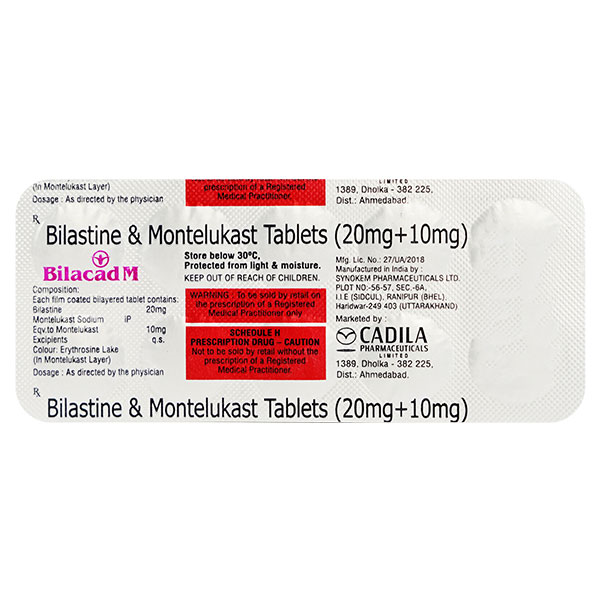 (In Montelukast Layer)
Dosage : As directed by the physician
prescription of a Registered
Medical Practitioner.
LIMITED
1389, Dholka - 382 225,
Dist.: Ahmedabad.
Rx
Bilastine & Montelukast Tablets (20mg+10mg)
Bilacad M
Composition:
Each film coated bilayered tablet contains:
Bilastine 20mg
Montelukast Sodium IP
Eqv.to Montelukast 10mg
Excipients q.s.
Colour: Erythrosine Lake
(In Montelukast Layer)
Dosage : As directed by the physician
Store below 30°C,
Protected from light & moisture.
KEEP OUT OF REACH OF CHILDREN.
WARNING : To be sold by retail on
the prescription of a Registered
Medical Practitioner only
SCHEDULE H
PRESCRIPTION DRUG – CAUTION
Not to be sold by retail without the
prescription of a Registered
Medical Practitioner.
Mfg. Lic. No.: 27/UA/2018
Manufactured in India by :
SYNOKEM PHARMACEUTICALS LTD.
PLOT NO.-56-57, SEC.-6A,
I.I.E (SIDCUL), RANIPUR (BHEL),
Haridwar-249 403 (UTTARAKHAND)
Marketed by :
CADILA
PHARMACEUTICALS
LIMITED
1389, Dholka - 382 225,
Dist.: Ahmedabad.
Rx
Bilastine & Montelukast Tablets (20mg+10mg)